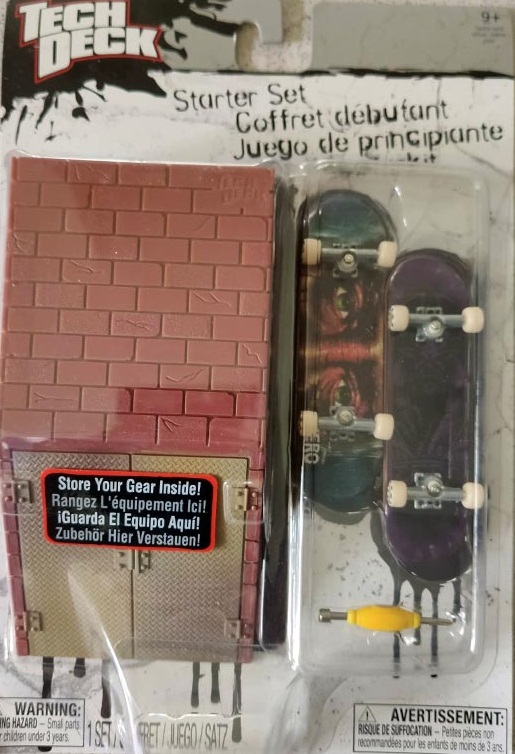 TECH
DECK
9+
Starter Set
Coffret débutant
Juego de principiante
TECH
DECK
Store Your Gear Inside!
Rangez L'équipement Ici!
¡Guarda El Equipo Aquí!
Zubehör Hier Verstauen!
WARNING:
HAZARD – Small parts.
children under 3 years.
1 SET / JUEGO / SATZ
AVERTISSEMENT:
RISQUE DE SUFFOCATION – Petites pièces non
recommandées pour les enfants de moins de 3 ans.